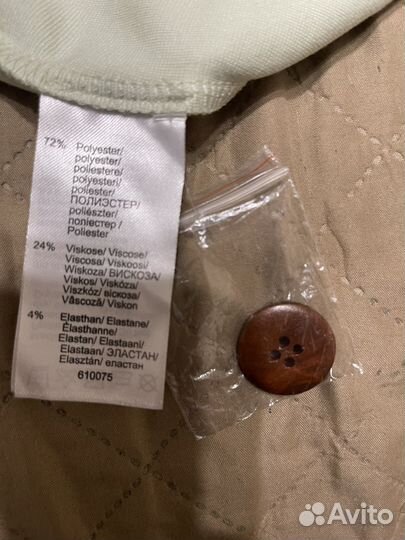 72% Polyester/
polyester/
poliestere/
polyesteri/
polyester/
ПОЛИЭСТЕР/
poliészter/
поліестер /
Poliester
24% Viskose/ Viscose/
Viscosa/ Viskoosi/
Wiskoza/ ВИСКОЗА/
Viskos/ Viskóza/
Viszkóz/ віскоза/
Vâscoză/ Viskon
4% Elasthan/ Elastane/
Élasthanne/
Elastan/ Elastaani/
Elastaan/ ЭЛАСТАН/
Elasztán/ еластан
610075
Avito